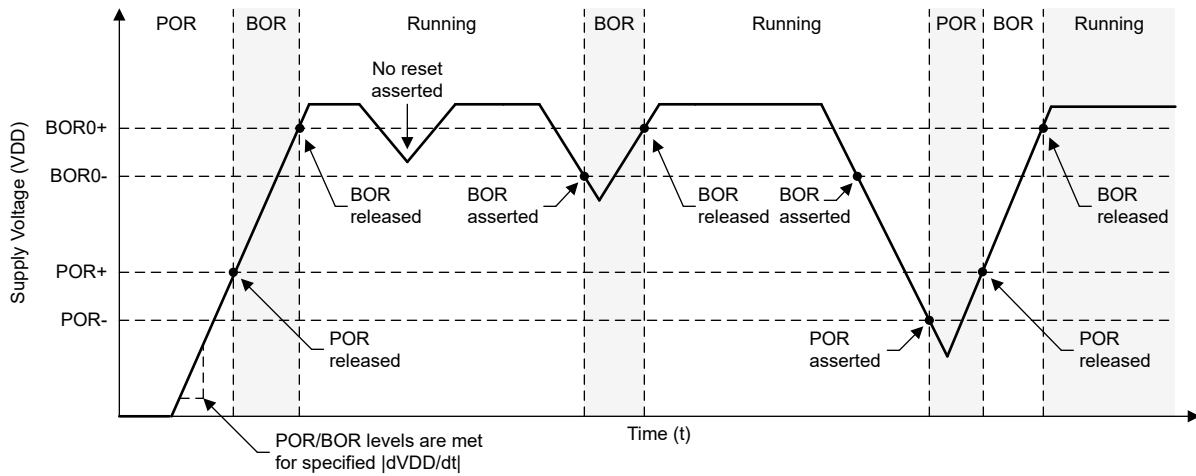 POR
BOR
Running
BOR
Running
POR
BOR
Running
No reset
asserted
Supply Voltage (VDD)
BOR0+
BOR0-
POR+
POR-
BOR
released
BOR
asserted
BOR
released
BOR
asserted
BOR
released
POR
released
POR
asserted
POR
released
POR/BOR levels are met
for specified |dVDD/dt|
Time (t)